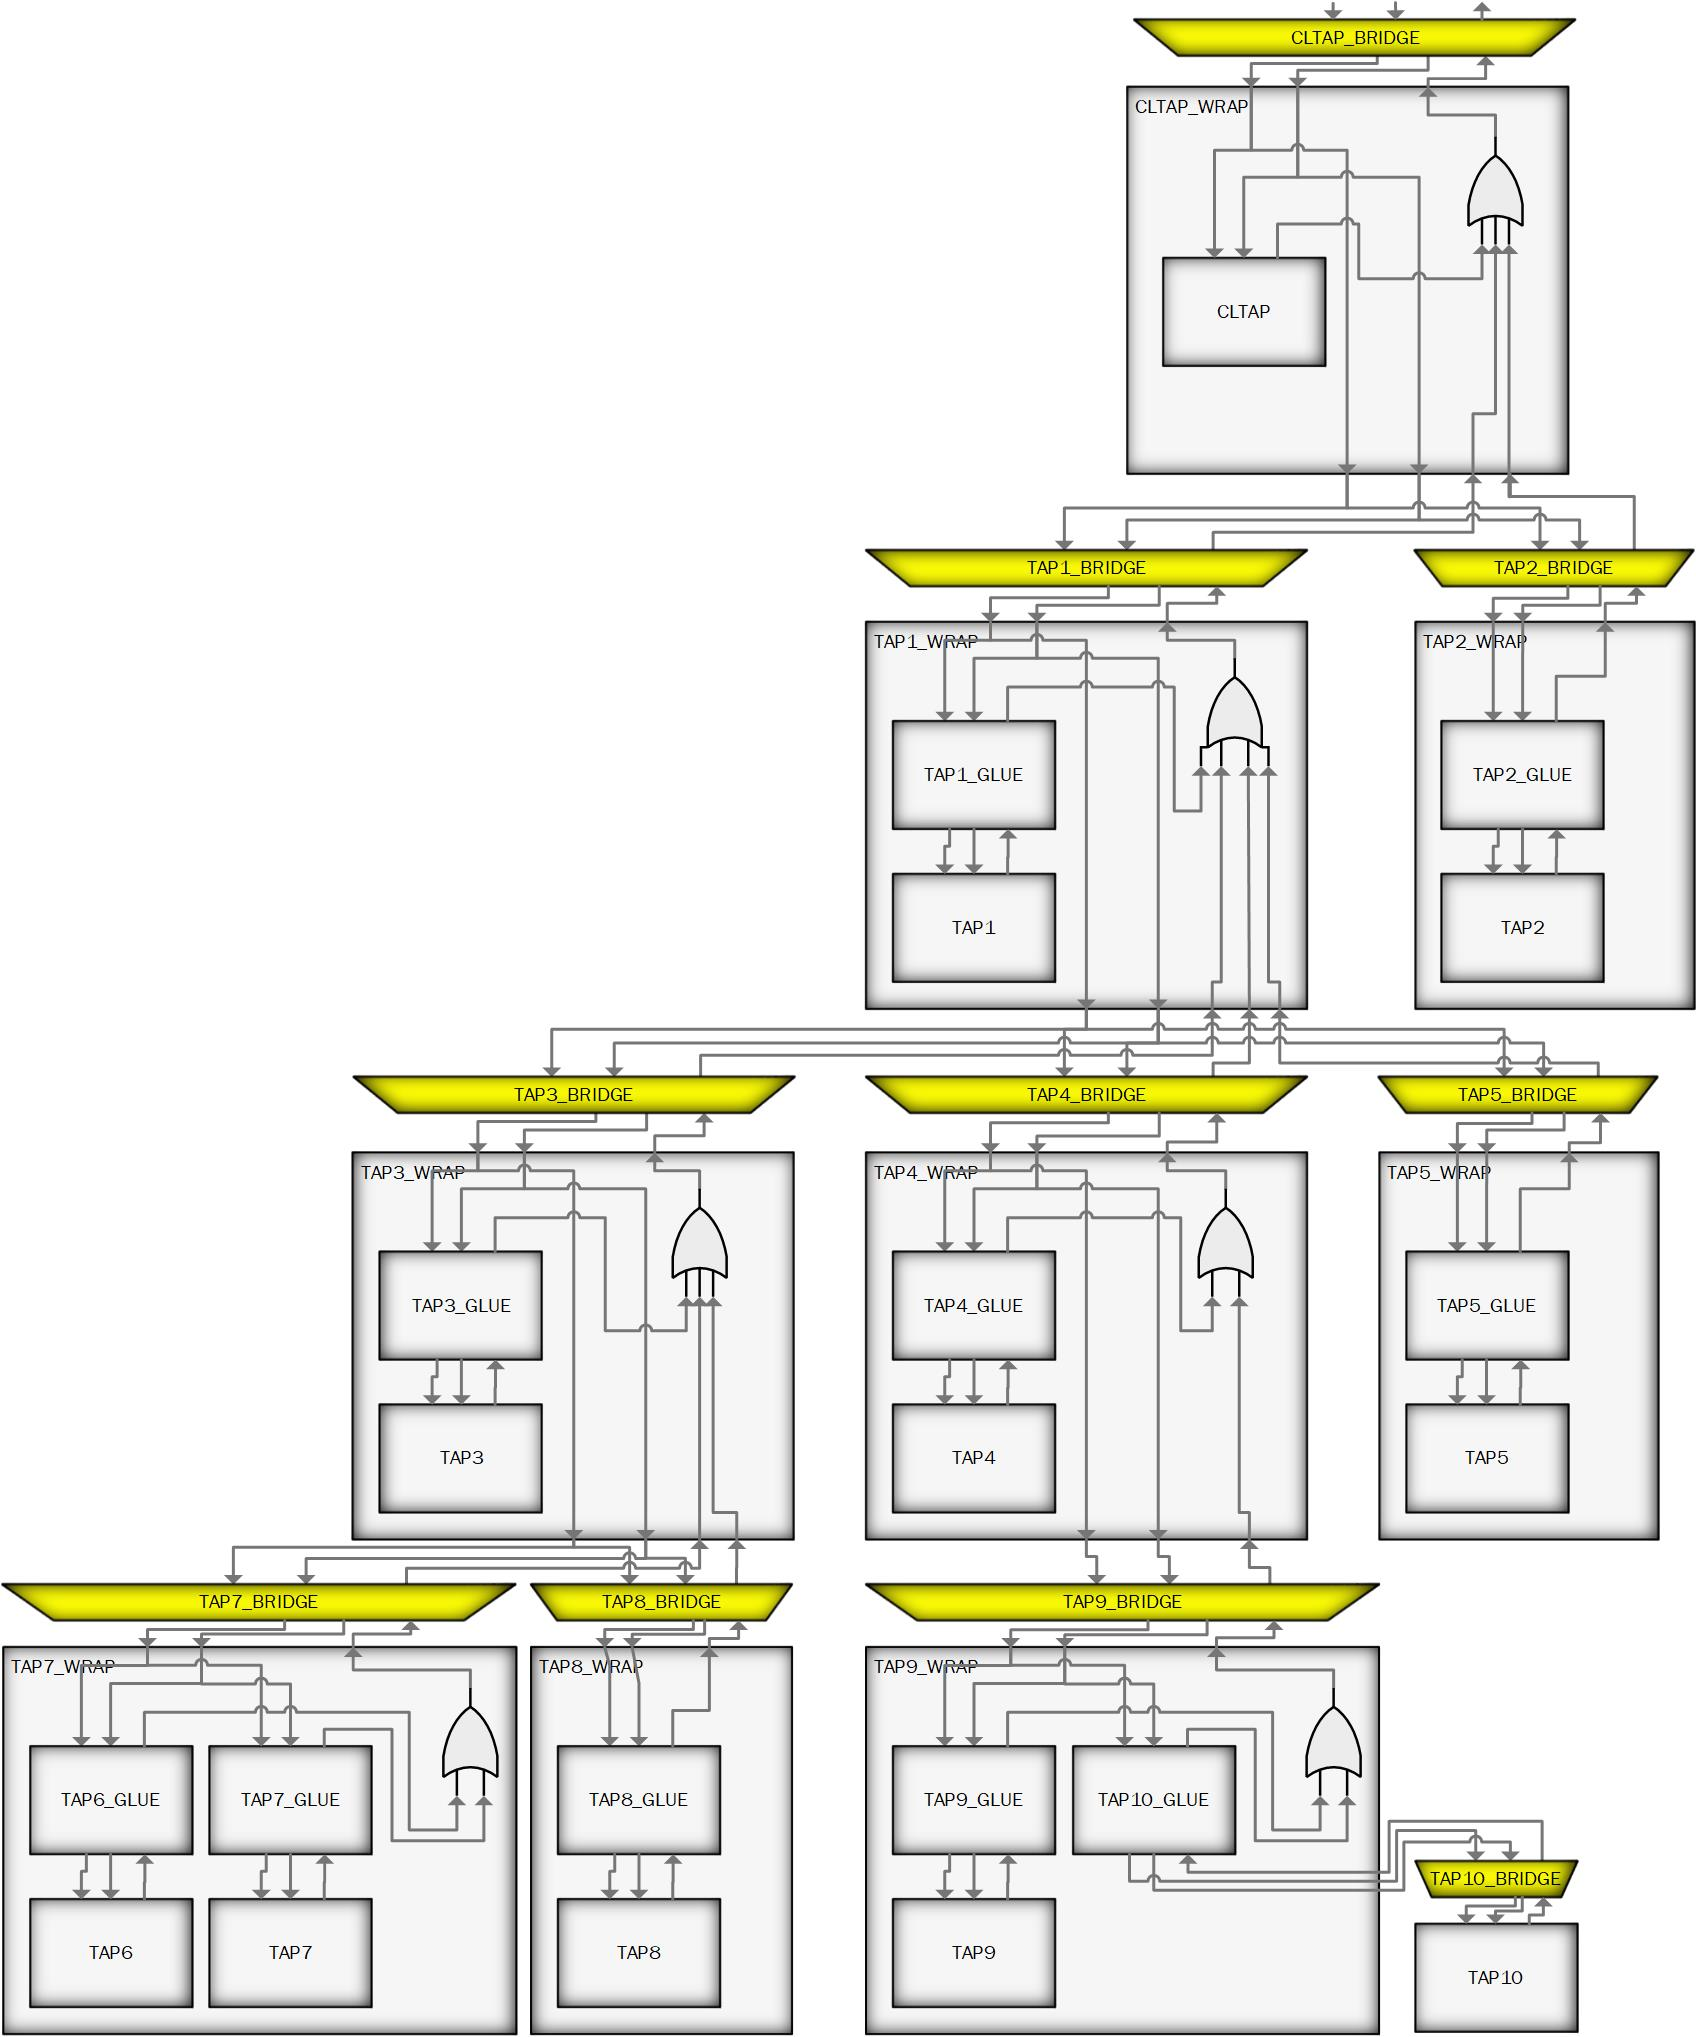 CLTAP_BRIDGE
CLTAP_WRAP
CLTAP
TAP1_BRIDGE
TAP2_BRIDGE
TAP1_WRAP
TAP2_WRAP
TAP1_GLUE
TAP2_GLUE
TAP1
TAP2
TAP3_BRIDGE
TAP4_BRIDGE
TAP5_BRIDGE
TAP3_WRAP
TAP4_WRAP
TAP5_WRAP
TAP3_GLUE
TAP4_GLUE
TAP5_GLUE
TAP3
TAP4
TAP5
TAP7_BRIDGE
TAP8_BRIDGE
TAP9_BRIDGE
TAP7_WRAP
TAP8_WRAP
TAP9_WRAP
TAP6_GLUE
TAP7_GLUE
TAP8_GLUE
TAP9_GLUE
TAP10_GLUE
TAP10_BRIDGE
TAP6
TAP7
TAP8
TAP9
TAP10